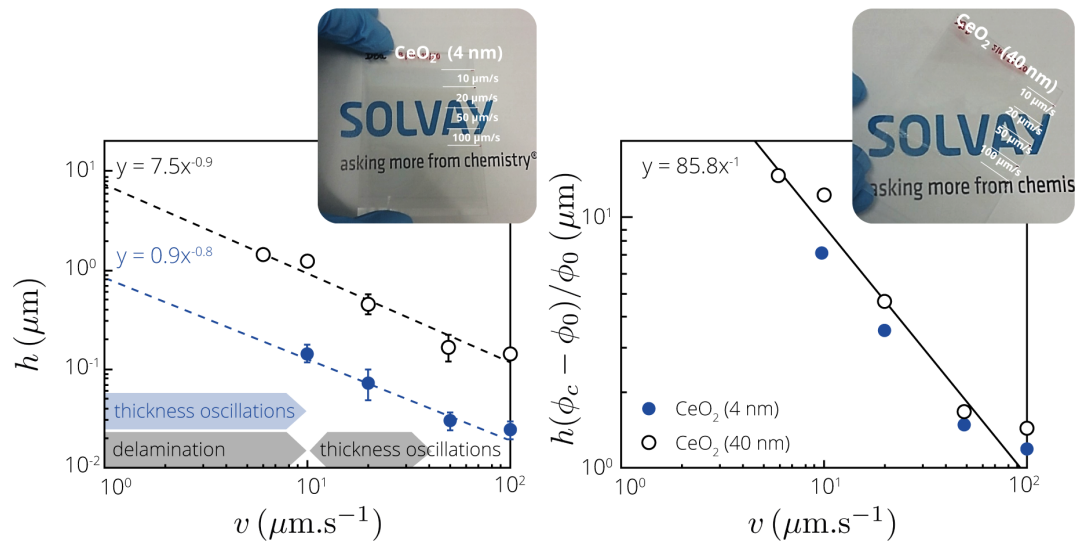 CeO₂ (4 nm)
10 µm/s
20 µm/s
50 µm/s
100 µm/s
SOLVAY
asking more from chemistry®
y = 7.5x^-0.9
y = 0.9x^-0.8
h (μm)
10^1
10^0
10^-1
10^-2
thickness oscillations
delamination
thickness oscillations
10^0
10^1
10^2
v (μm.s^−1)
CeO₂ (40 nm)
10 µm/s
20 µm/s
50 µm/s
100 µm/s
SOLVAY
asking more from chemis
y = 85.8x^-1
h(ϕ_c − ϕ_0)/ϕ_0 (μm)
10^1
10^0
CeO₂ (4 nm)
CeO₂ (40 nm)
10^0
10^1
10^2
v (μm.s^−1)